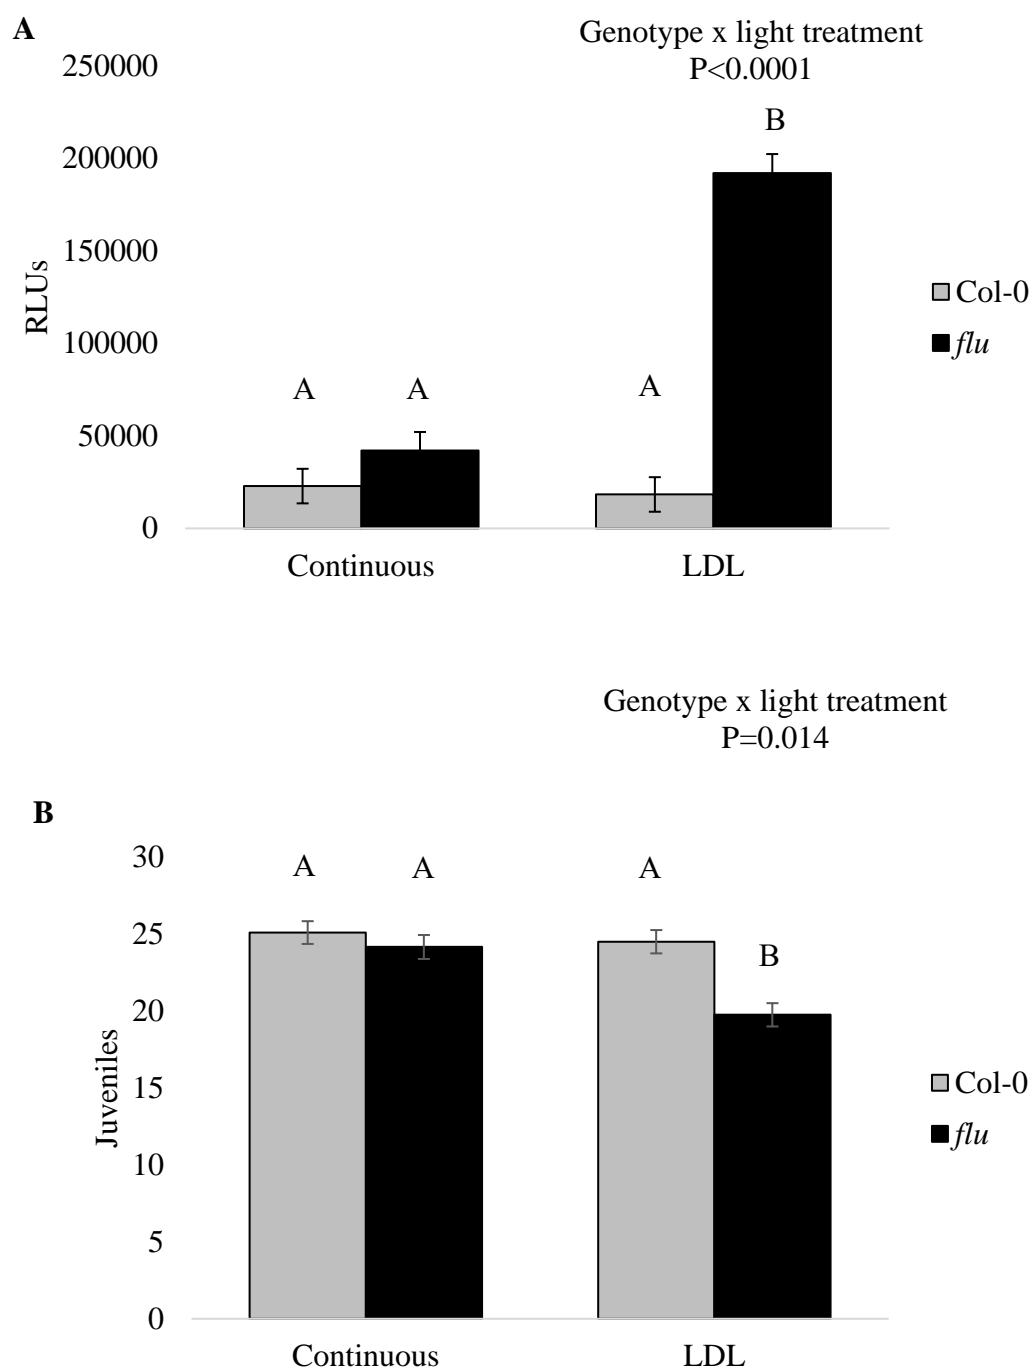 A
Genotype x light treatment
P<0.0001
250000
200000
150000
100000
50000
0
RLUs
A
A
A
B
Continuous
LDL
Col-0
flu
Genotype x light treatment
P=0.014
B
30
25
20
15
10
5
0
Juveniles
A
A
A
B
Continuous
LDL
Col-0
flu